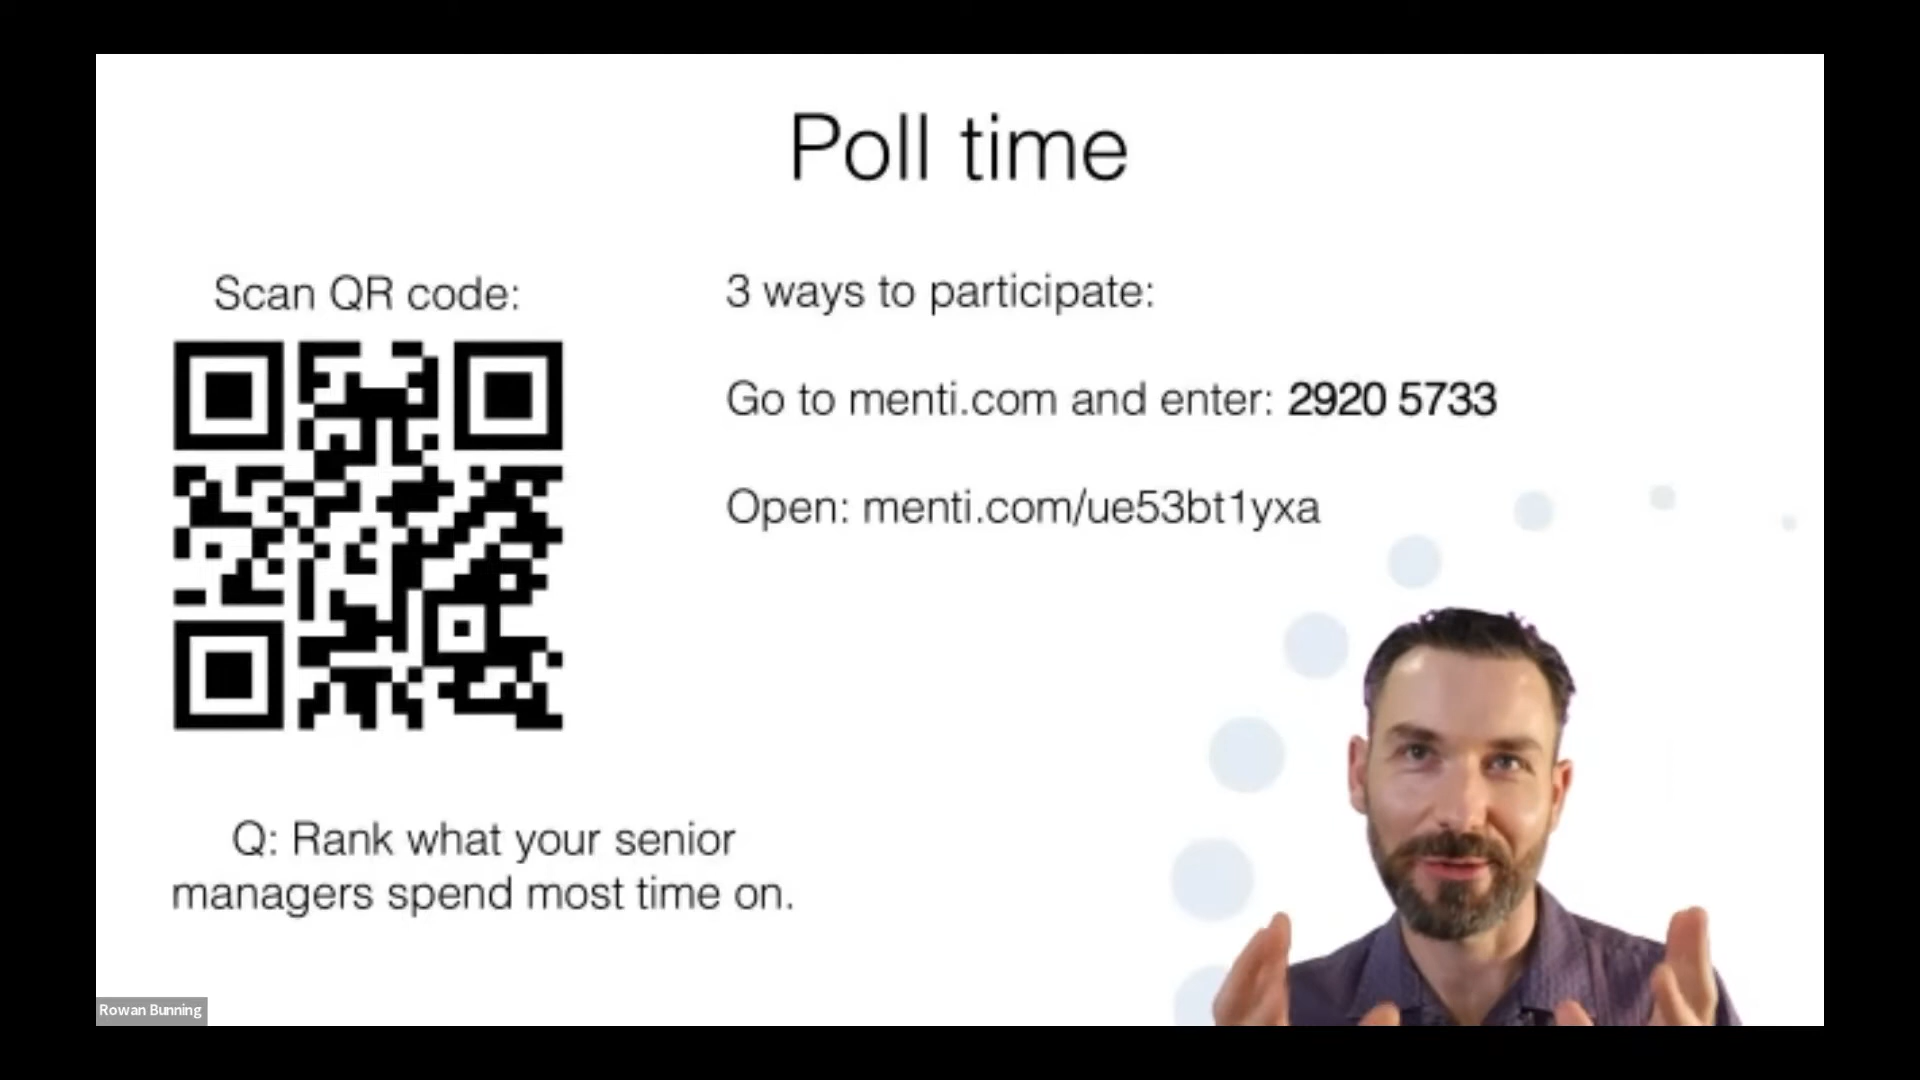 Poll time
Scan QR code:
3 ways to participate:
Go to menti.com and enter: 2920 5733
Open: menti.com/ue53bt1yxa
Q: Rank what your senior
managers spend most time on.
Rowan Bunning